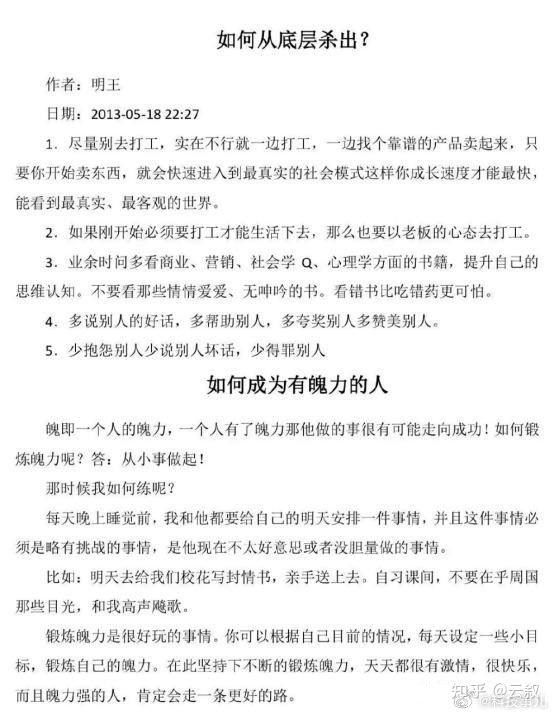 如何从底层杀出？
作者：明王
日期：2013-05-18 22:27
1．尽量别去打工，实在不行就一边打工，一边找个靠谱的产品卖起来，只
要你开始卖东西，就会快速进入到最真实的社会模式这样你成长速度才能最快，
能看到最真实、最客观的世界。
2．如果刚开始必须要打工才能生活下去，那么也要以老板的心态去打工。
3．业余时问多看商业、营销、社会学 Q、心理学方面的书籍，提升自己的
思维认知。不要看那些情情爱爱、无呻吟的书。看错书比吃错药更可怕。
4．多说别人的好话，多帮助别人，多夸奖别人多赞美别人。
5．少抱怨别人少说别人坏话，少得罪别人
如何成为有魄力的人
魄即一个人的魄力，一个人有了魄力那他做的事很有可能走向成功！如何锻
炼魄力呢？答：从小事做起！
那时候我如何练呢？
每天晚上睡觉前，我和他都要给自己的明天安排一件事情，并且这件事情必
须是略有挑战的事情，是他现在不太好意思或者没胆量做的事情。
比如：明天去给我们校花写封情书，亲手送上去。自习课间，不要在乎周国
那些目光，和我高声飚歌。
锻炼魄力是很好玩的事情。你可以根据自己目前的情况，每天设定一些小目
标，锻炼自己的魄力。在此坚持下不断的锻炼魄力，天天都很有激情，很快乐，
而且魄力强的人，肯定会走一条更好的路。
知乎 @云叙